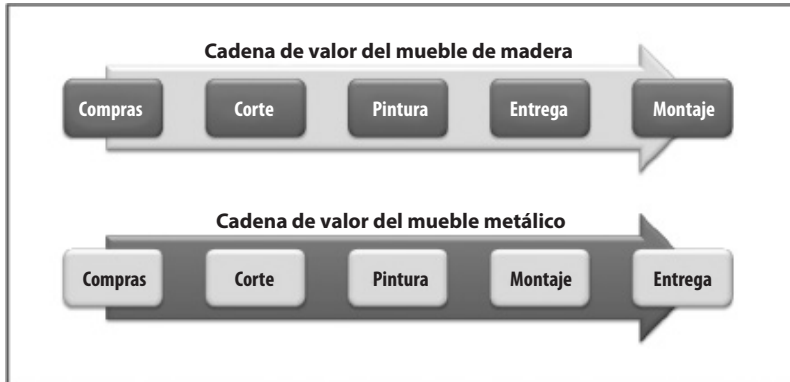 Cadena de valor del mueble de madera
Compras Corte Pintura Entrega Montaje
Cadena de valor del mueble metálico
Compras Corte Pintura Montaje Entrega